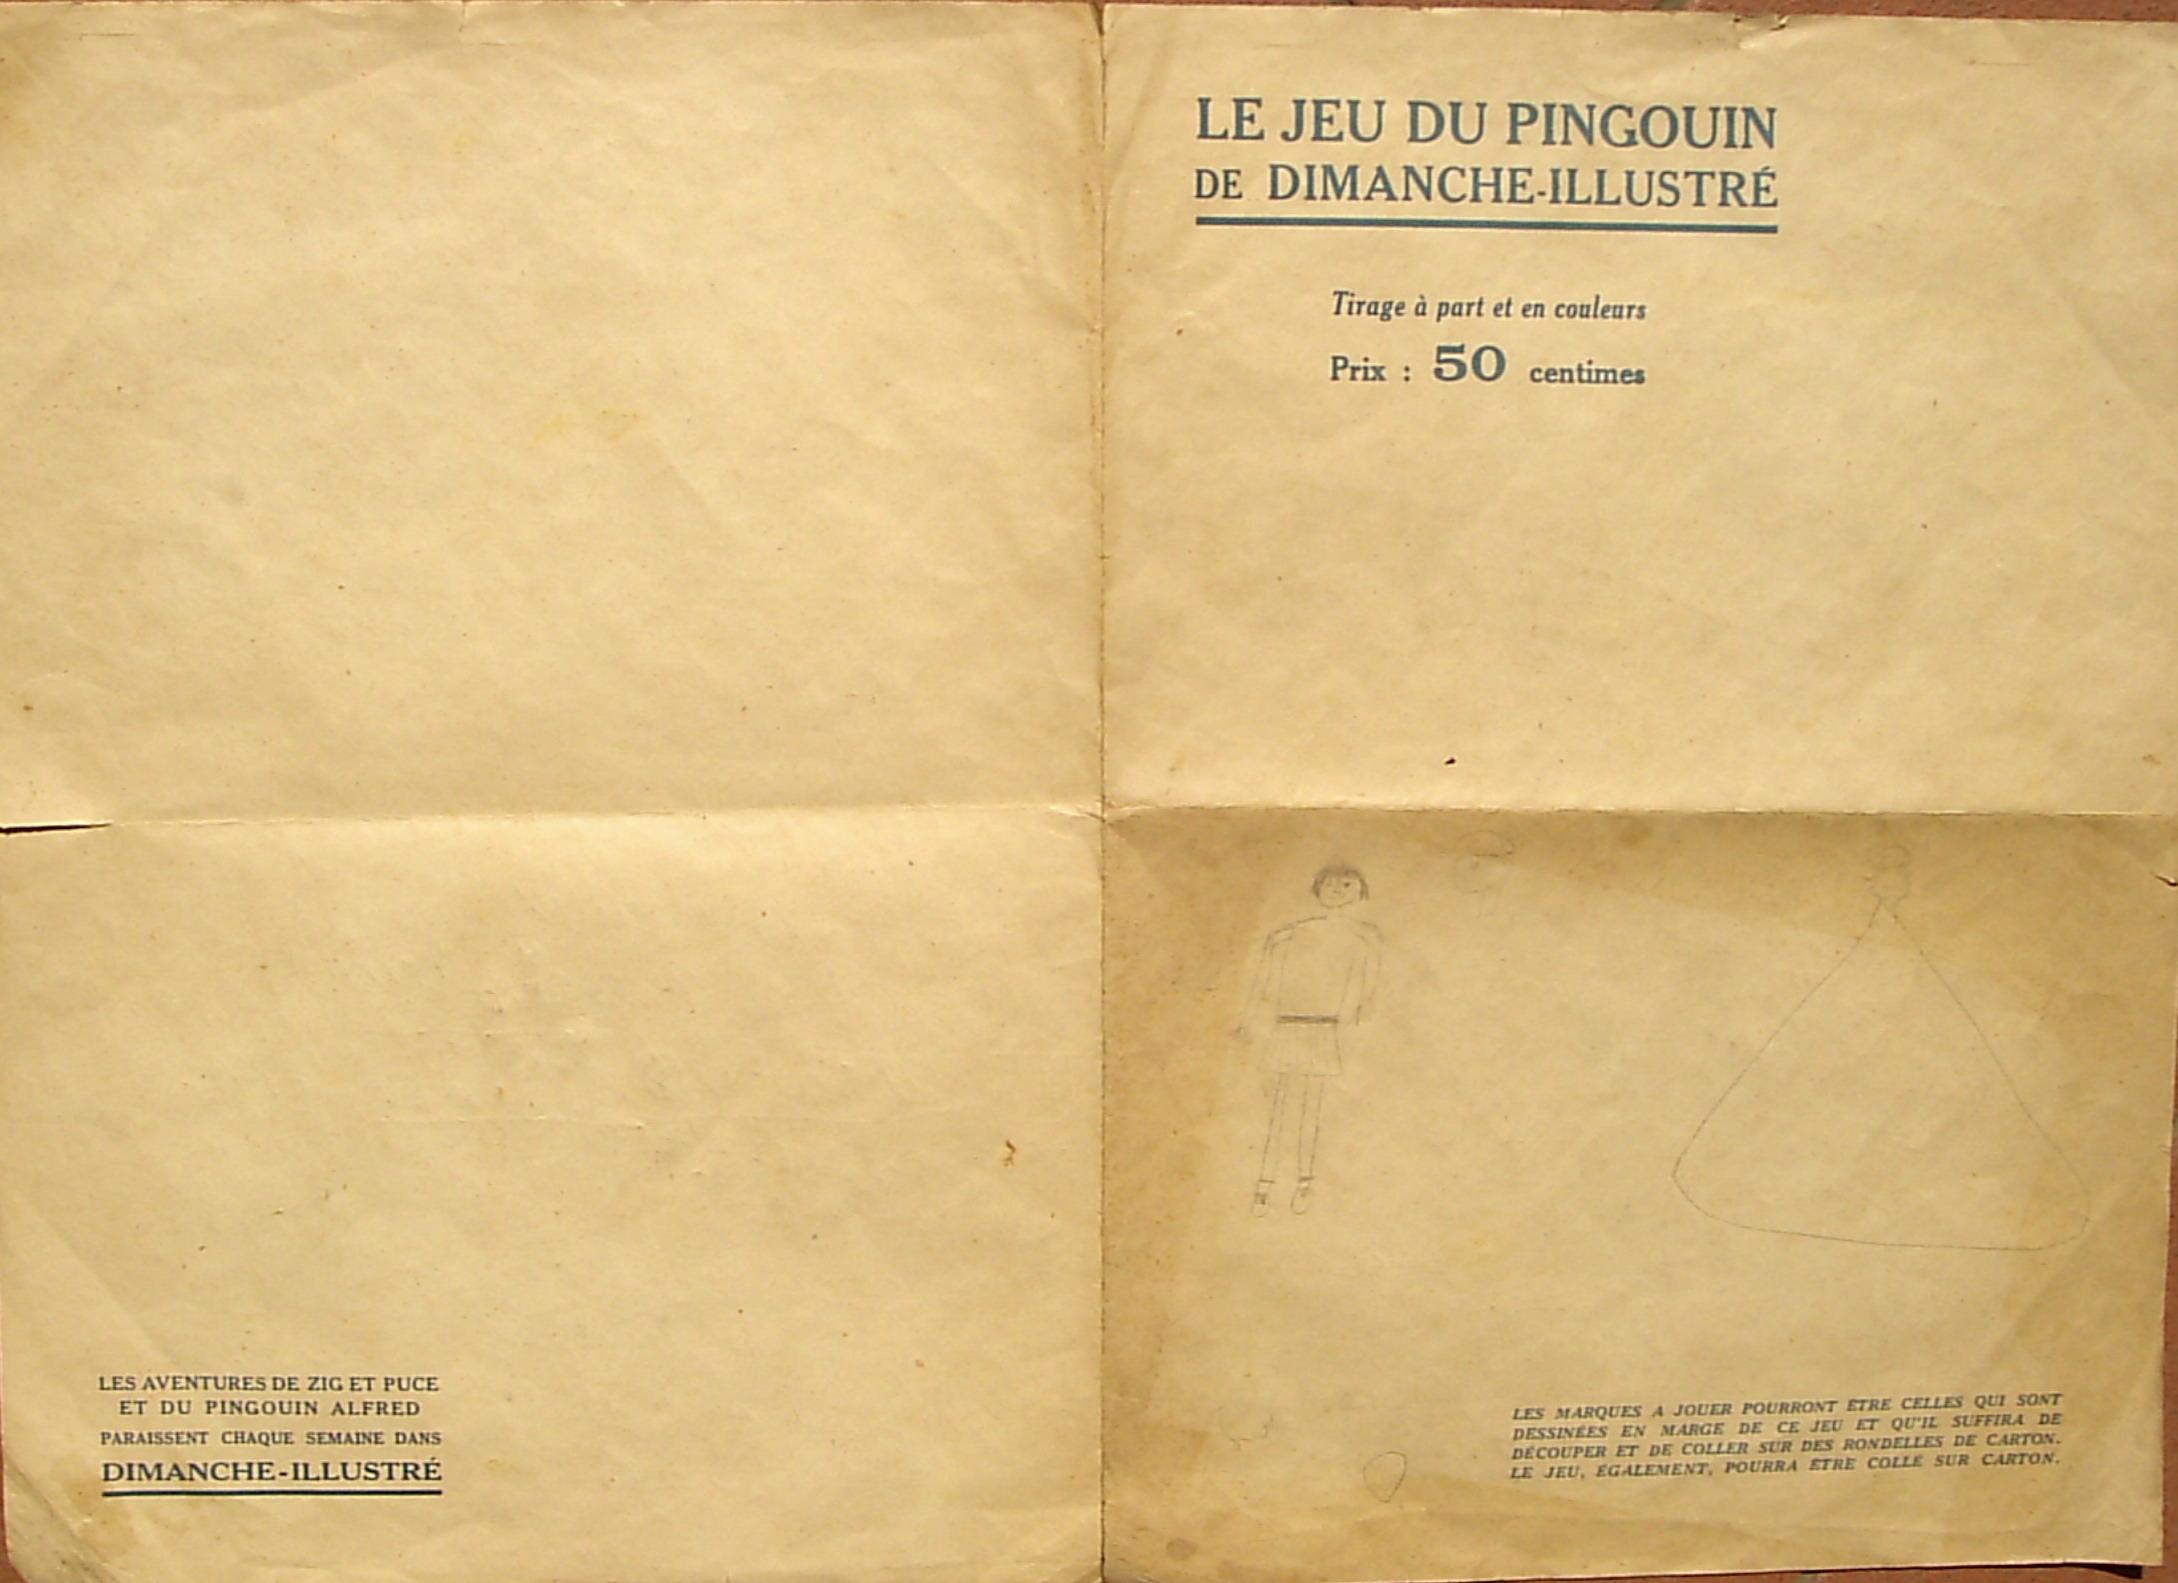 LE JEU DU PINGOUIN
DE DIMANCHE-ILLUSTRÉ
Tirage à part et en couleurs
Prix : 50 centimes
LES AVENTURES DE ZIG ET PUCE
ET DU PINGOUIN ALFRED
PARAISSENT CHAQUE SEMAINE DANS
DIMANCHE-ILLUSTRÉ
LES MARQUES A JOUER POURRONT ÊTRE CELLES QUI SONT
DESSINÉES EN MARGE DE CE JEU ET QU'IL SUFFIRA DE
DÉCOUPER ET DE COLLER SUR DES RONDELLES DE CARTON.
LE JEU, ÉGALEMENT, POURRA ÊTRE COLLÉ SUR CARTON.